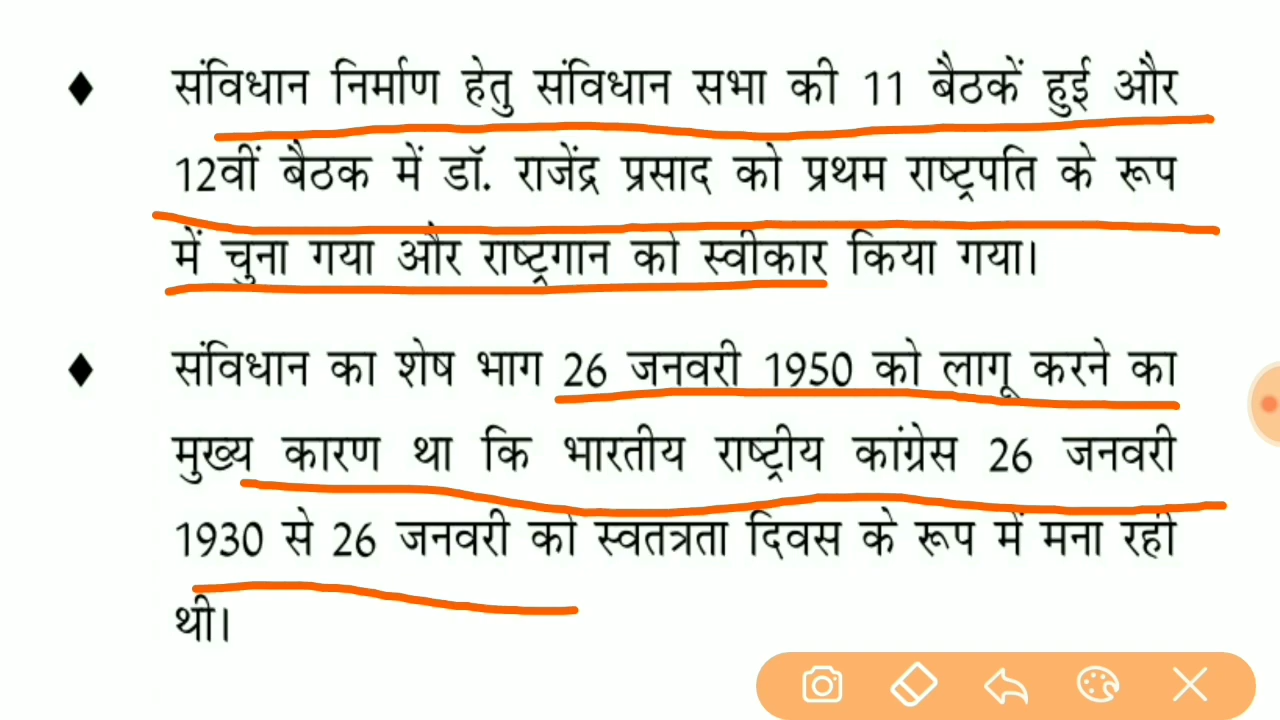 ♦ संविधान निर्माण हेतु संविधान सभा की 11 बैठकें हुई और
12वीं बैठक में डॉ. राजेंद्र प्रसाद को प्रथम राष्ट्रपति के रूप
में चुना गया और राष्ट्रगान को स्वीकार किया गया।
♦ संविधान का शेष भाग 26 जनवरी 1950 को लागू करने का
मुख्य कारण था कि भारतीय राष्ट्रीय कांग्रेस 26 जनवरी
1930 से 26 जनवरी को स्वतत्रता दिवस के रूप में मना रही
थी।